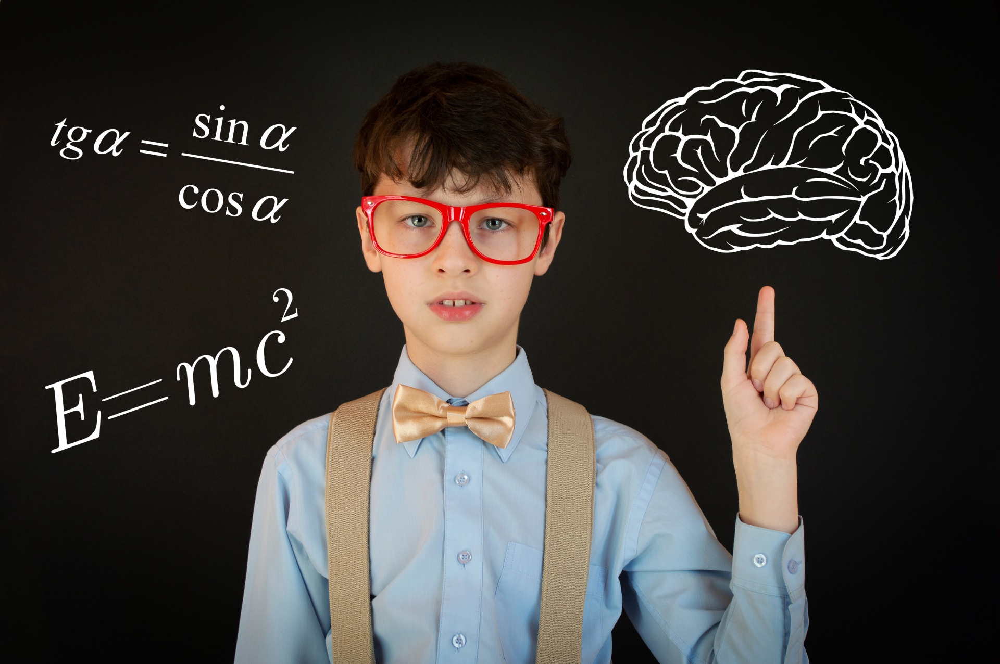 tgα = sin α / cos α
E=mc²